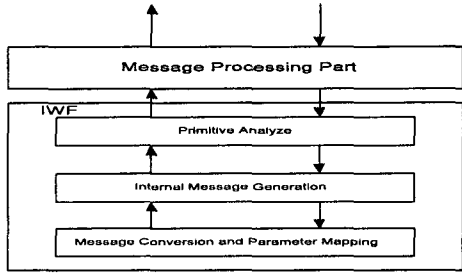 Message Processing Part
IWF
Primitive Analyze
Internal Message Generation
Message Conversion and Parameter Mapping